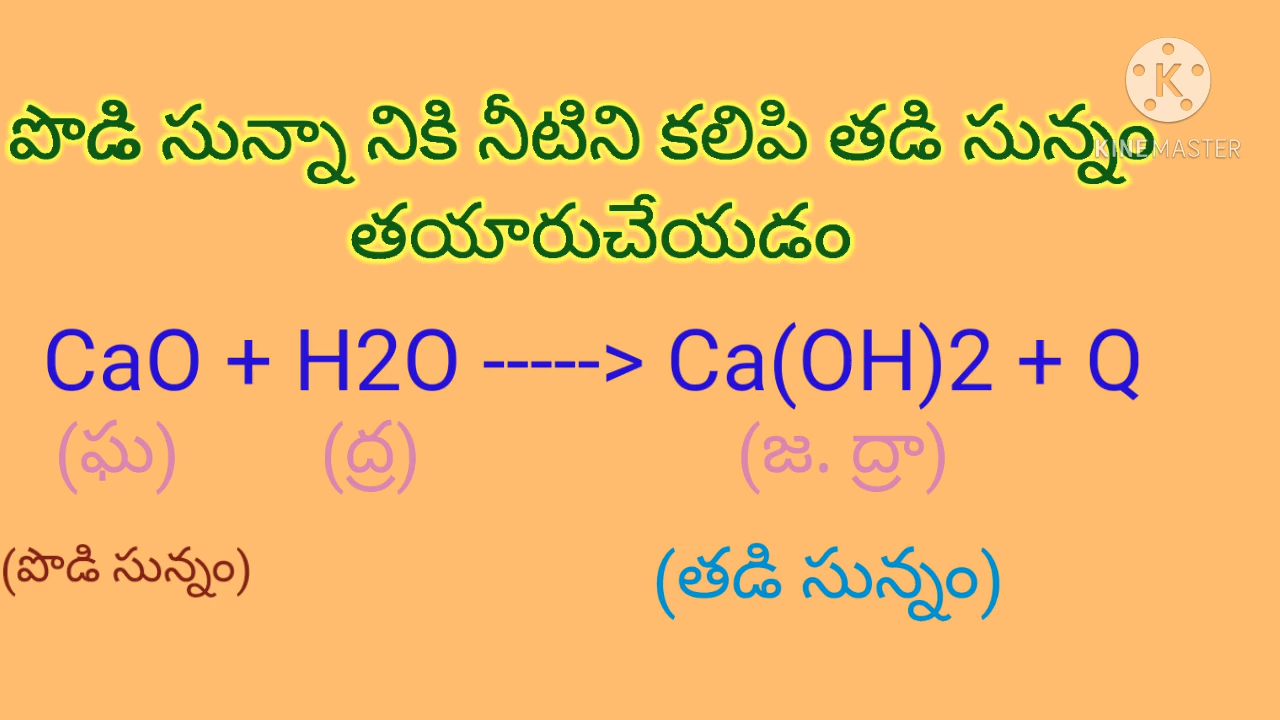 పొడి సున్నా నికి నీటిని కలిపి తడి సున్నం
K
KINEMASTER
తయారుచేయడం
CaO + H2O -----> Ca(OH)2 + Q
(ఘ) (ద్ర) (జ. ద్రా)
(పొడి సున్నం) (తడి సున్నం)